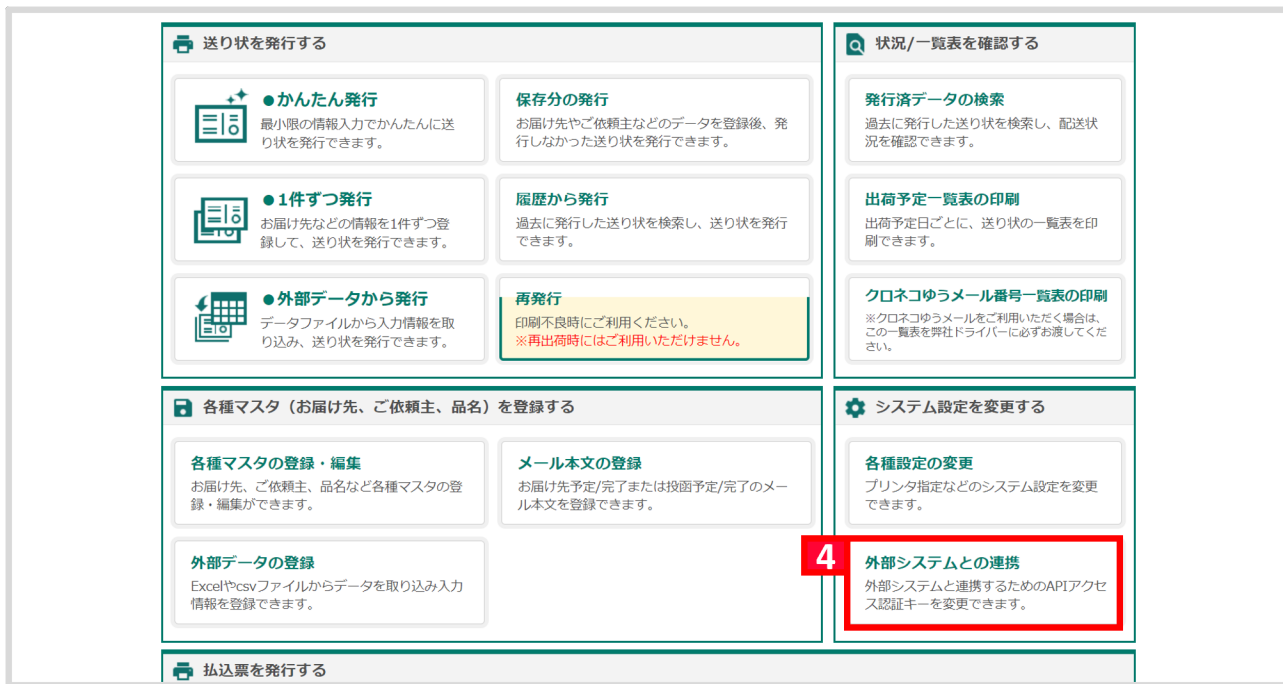 送り状を発行する
●かんたん発行
最小限の情報入力でかんたんに送
り状を発行できます。
保存分の発行
お届け先やご依頼主などのデータを登録後、発
行しなかった送り状を発行できます。
●1件ずつ発行
お届け先などの情報を1件ずつ登
録して、送り状を発行できます。
履歴から発行
過去に発行した送り状を検索し、送り状を発行
できます。
●外部データから発行
データファイルから入力情報を取
り込み、送り状を発行できます。
再発行
印刷不良時にご利用ください。
※再出荷時にはご利用いただけません。
状況/一覧表を確認する
発行済データの検索
過去に発行した送り状を検索し、配送状
況を確認できます。
出荷予定一覧表の印刷
出荷予定日ごとに、送り状の一覧表を印
刷できます。
クロネコゆうメール番号一覧表の印刷
※クロネコゆうメールをご利用いただく場合は、
この一覧表を弊社ドライバーに必ずお渡しくだ
さい。
各種マスタ（お届け先、ご依頼主、品名）を登録する
各種マスタの登録・編集
お届け先、ご依頼主、品名など各種マスタの登
録・編集ができます。
メール本文の登録
お届け先予定/完了または投函予定/完了のメー
ル本文を登録できます。
外部データの登録
Excelやcsvファイルからデータを取り込み入力
情報を登録できます。
システム設定を変更する
各種設定の変更
プリンタ指定などのシステム設定を変更
できます。
4
外部システムとの連携
外部システムと連携するためのAPIアクセ
ス認証キーを変更できます。
払込票を発行する